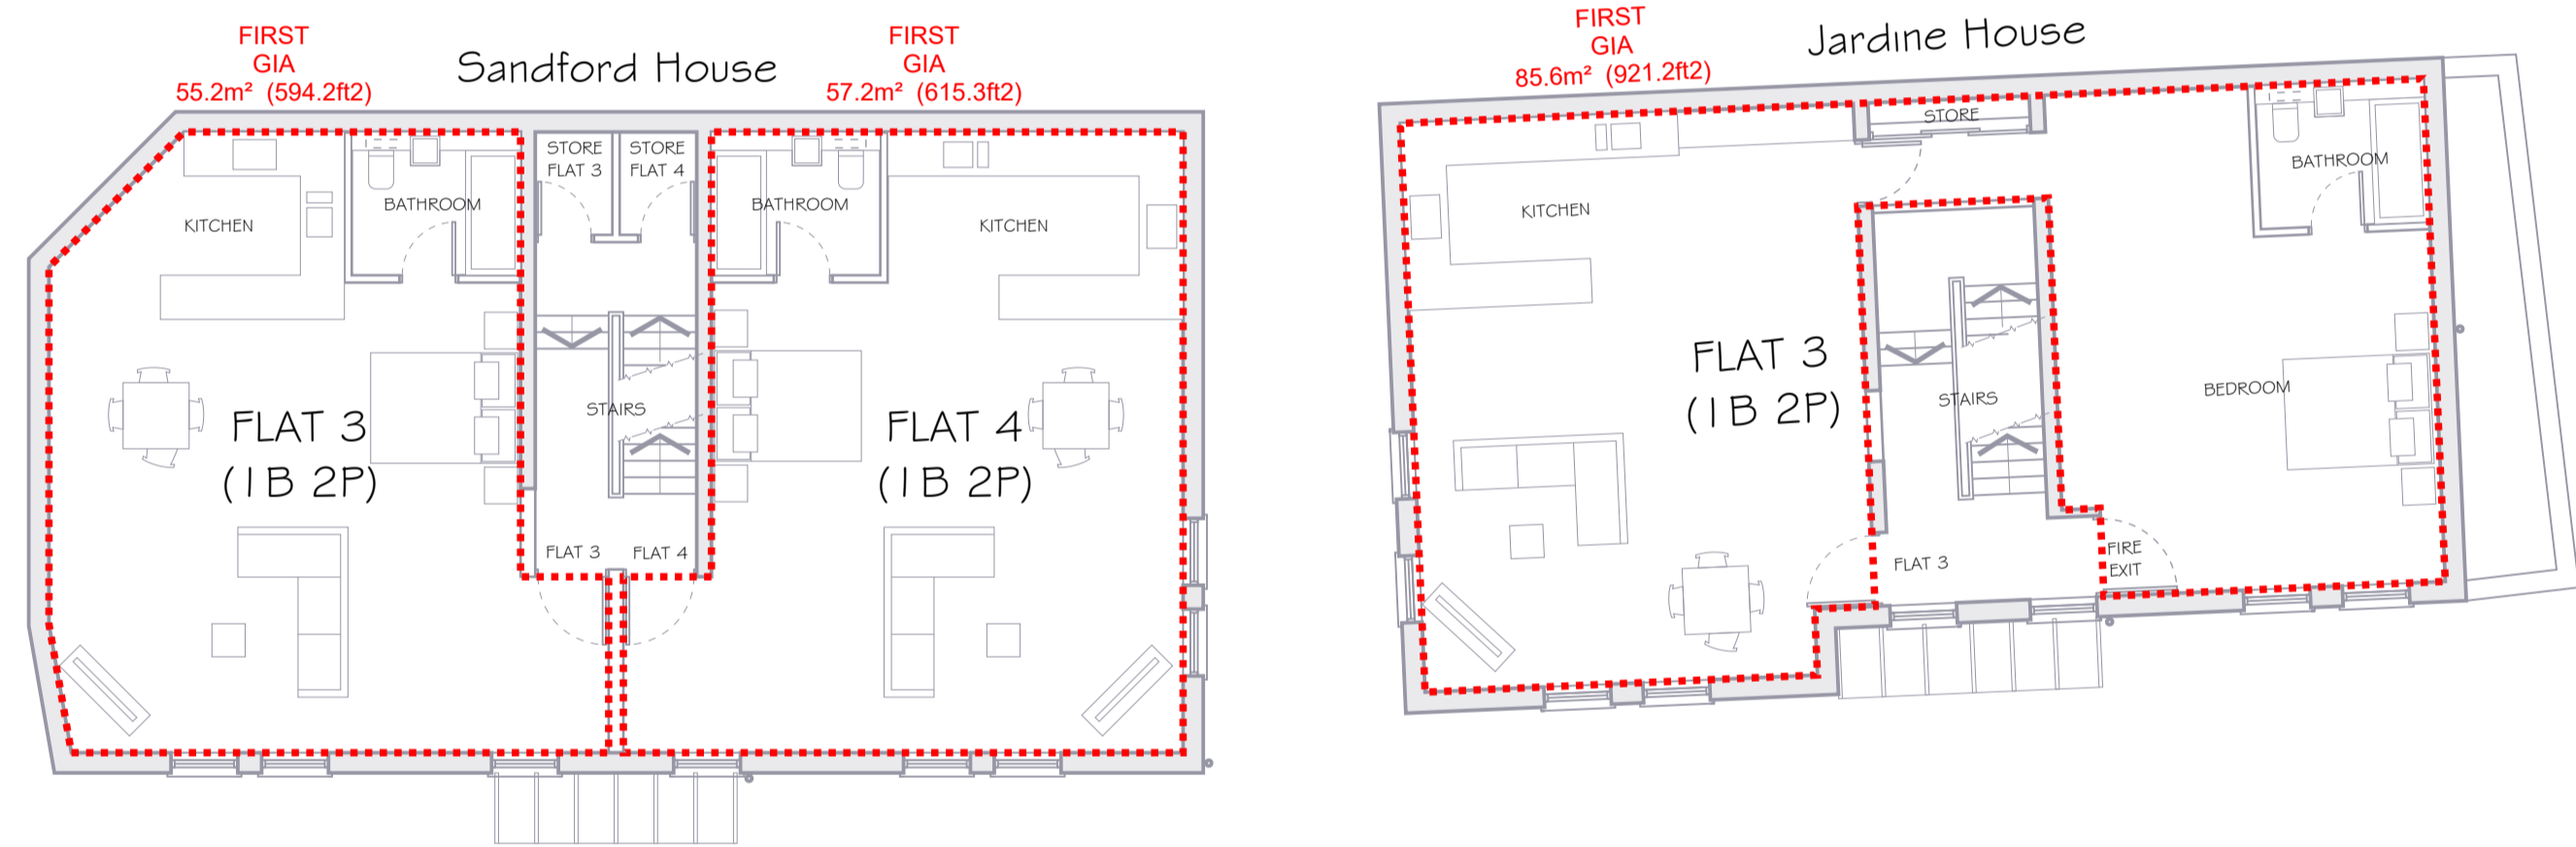 FIRST
GIA
55.2m² (594.2ft2)
Sandford House
FIRST
GIA
57.2m² (615.3ft2)
KITCHEN
BATHROOM
STORE
FLAT 3
STORE
FLAT 4
BATHROOM
KITCHEN
STAIRS
FLAT 3
(1B 2P)
FLAT 4
(1B 2P)
FLAT 3
FLAT 4
FIRST
GIA
85.6m² (921.2ft2)
Jardine House
STORE
BATHROOM
KITCHEN
FLAT 3
(1B 2P)
STAIRS
BEDROOM
FLAT 3
FIRE
EXIT